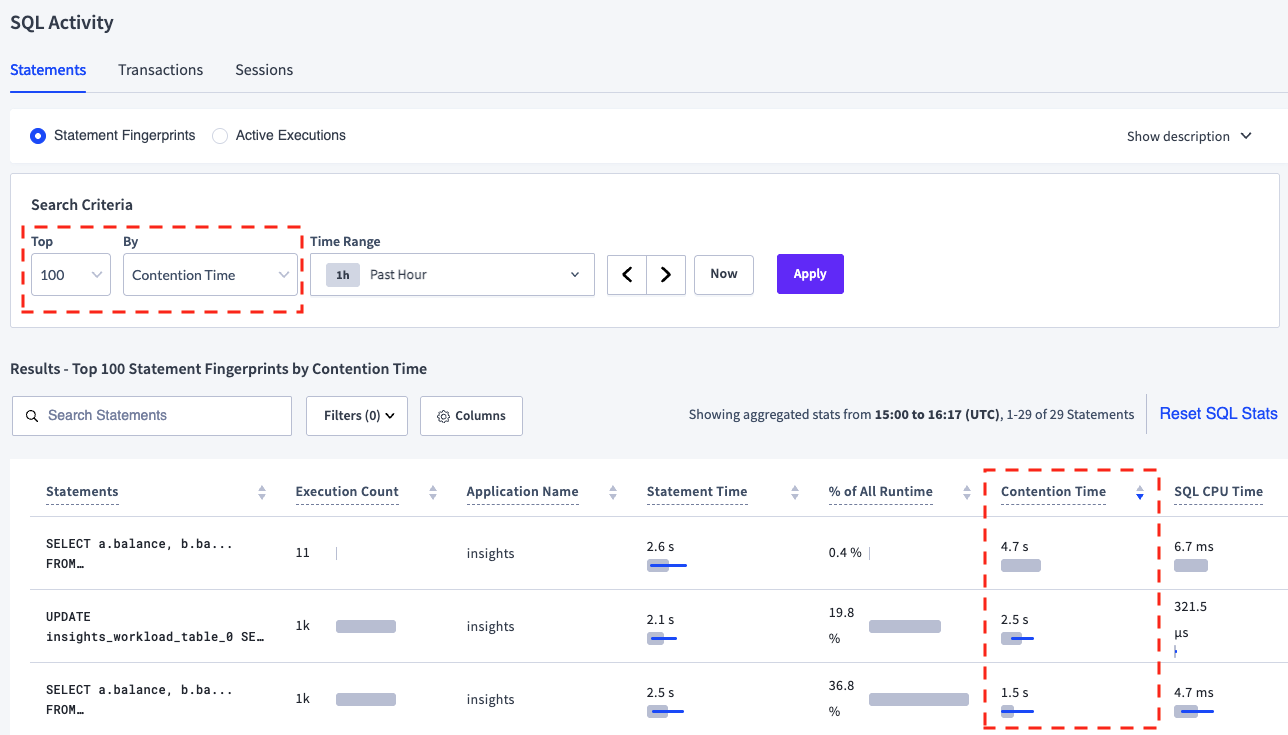 SQL Activity
Statements Transactions Sessions
Statement Fingerprints Active Executions Show description
Search Criteria
Top By Time Range
100 Contention Time 1h Past Hour Now Apply
Results - Top 100 Statement Fingerprints by Contention Time
Search Statements Filters (0) Columns Showing aggregated stats from 15:00 to 16:17 (UTC), 1-29 of 29 Statements Reset SQL Stats
Statements Execution Count Application Name Statement Time % of All Runtime Contention Time SQL CPU Time
SELECT a.balance, b.ba...
FROM…
11 insights 2.6 s 0.4 % 4.7 s 6.7 ms
UPDATE
insights_workload_table_0 SE…
1k insights 2.1 s 19.8
%
2.5 s 321.5
µs
SELECT a.balance, b.ba...
FROM…
1k insights 2.5 s 36.8
%
1.5 s 4.7 ms